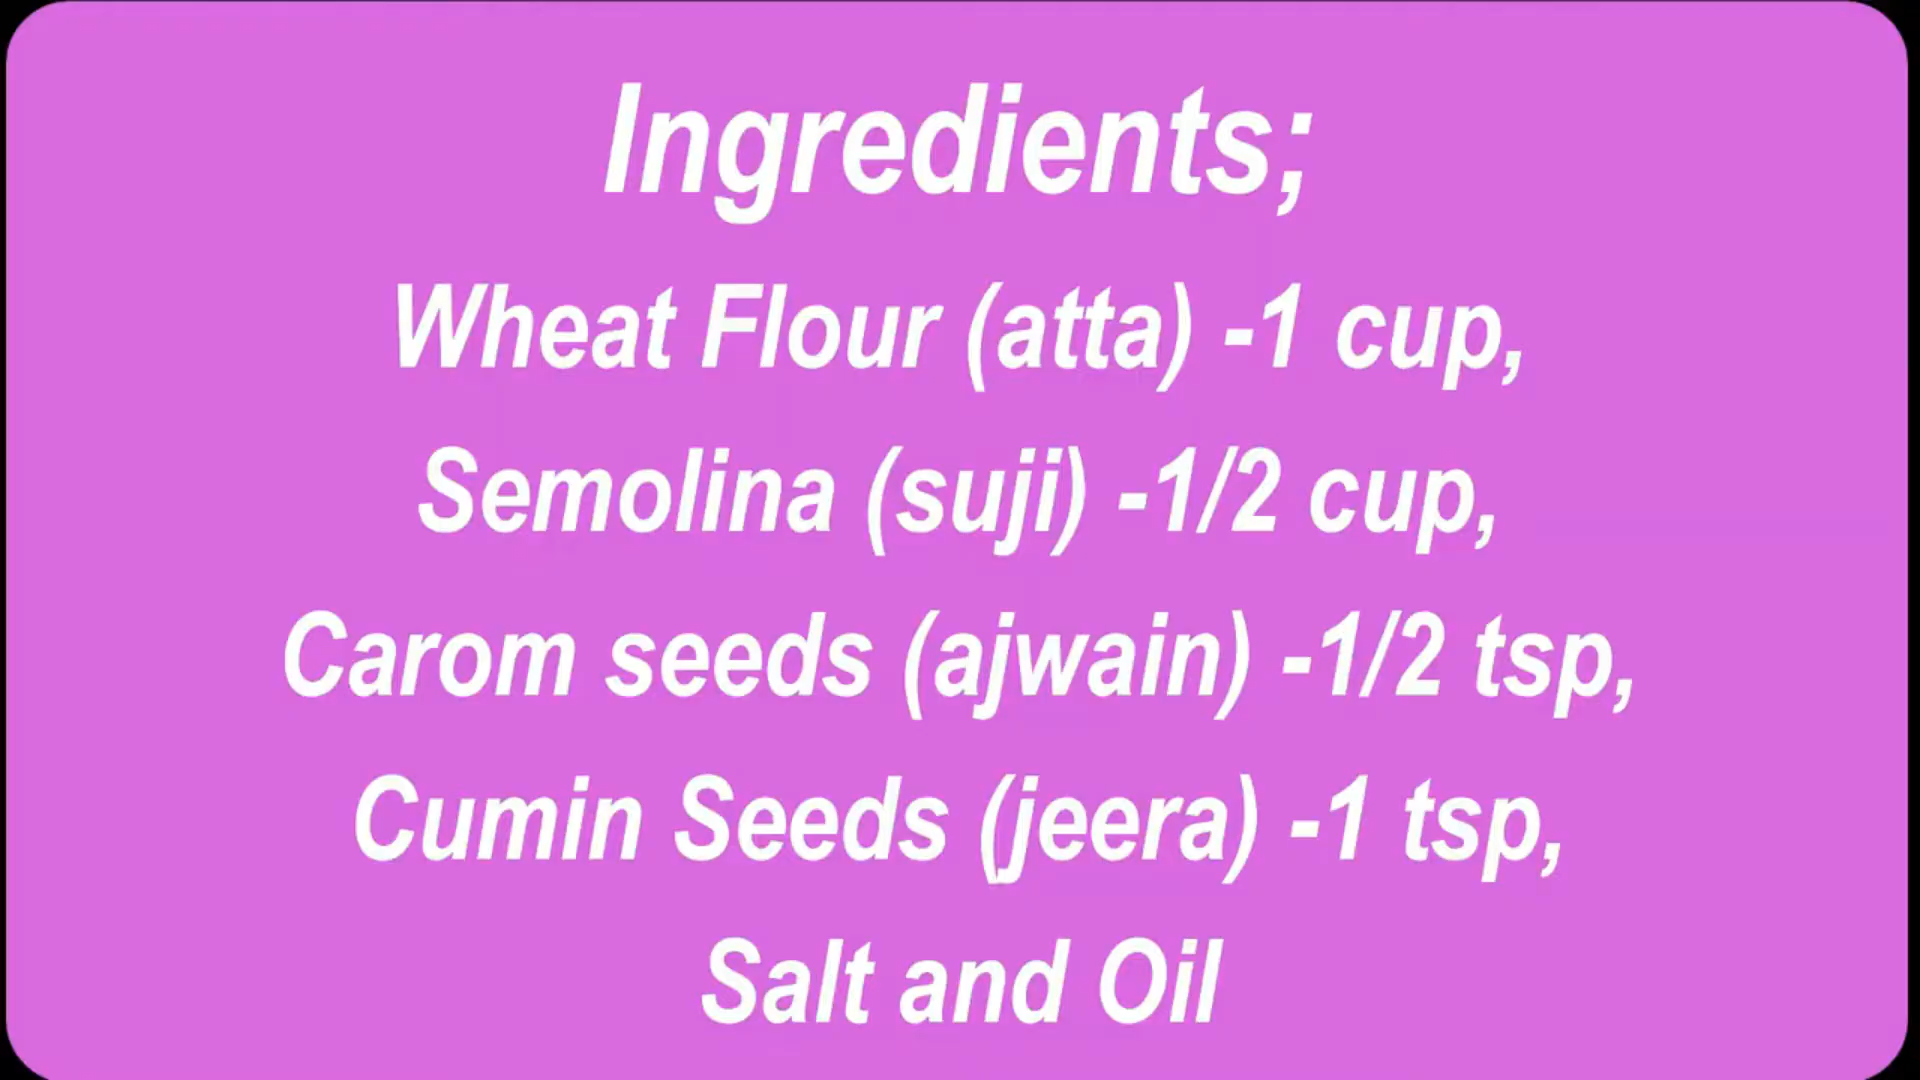 Ingredients;
Wheat Flour (atta) -1 cup,
Semolina (suji) -1/2 cup,
Carom seeds (ajwain) -1/2 tsp,
Cumin Seeds (jeera) -1 tsp,
Salt and Oil